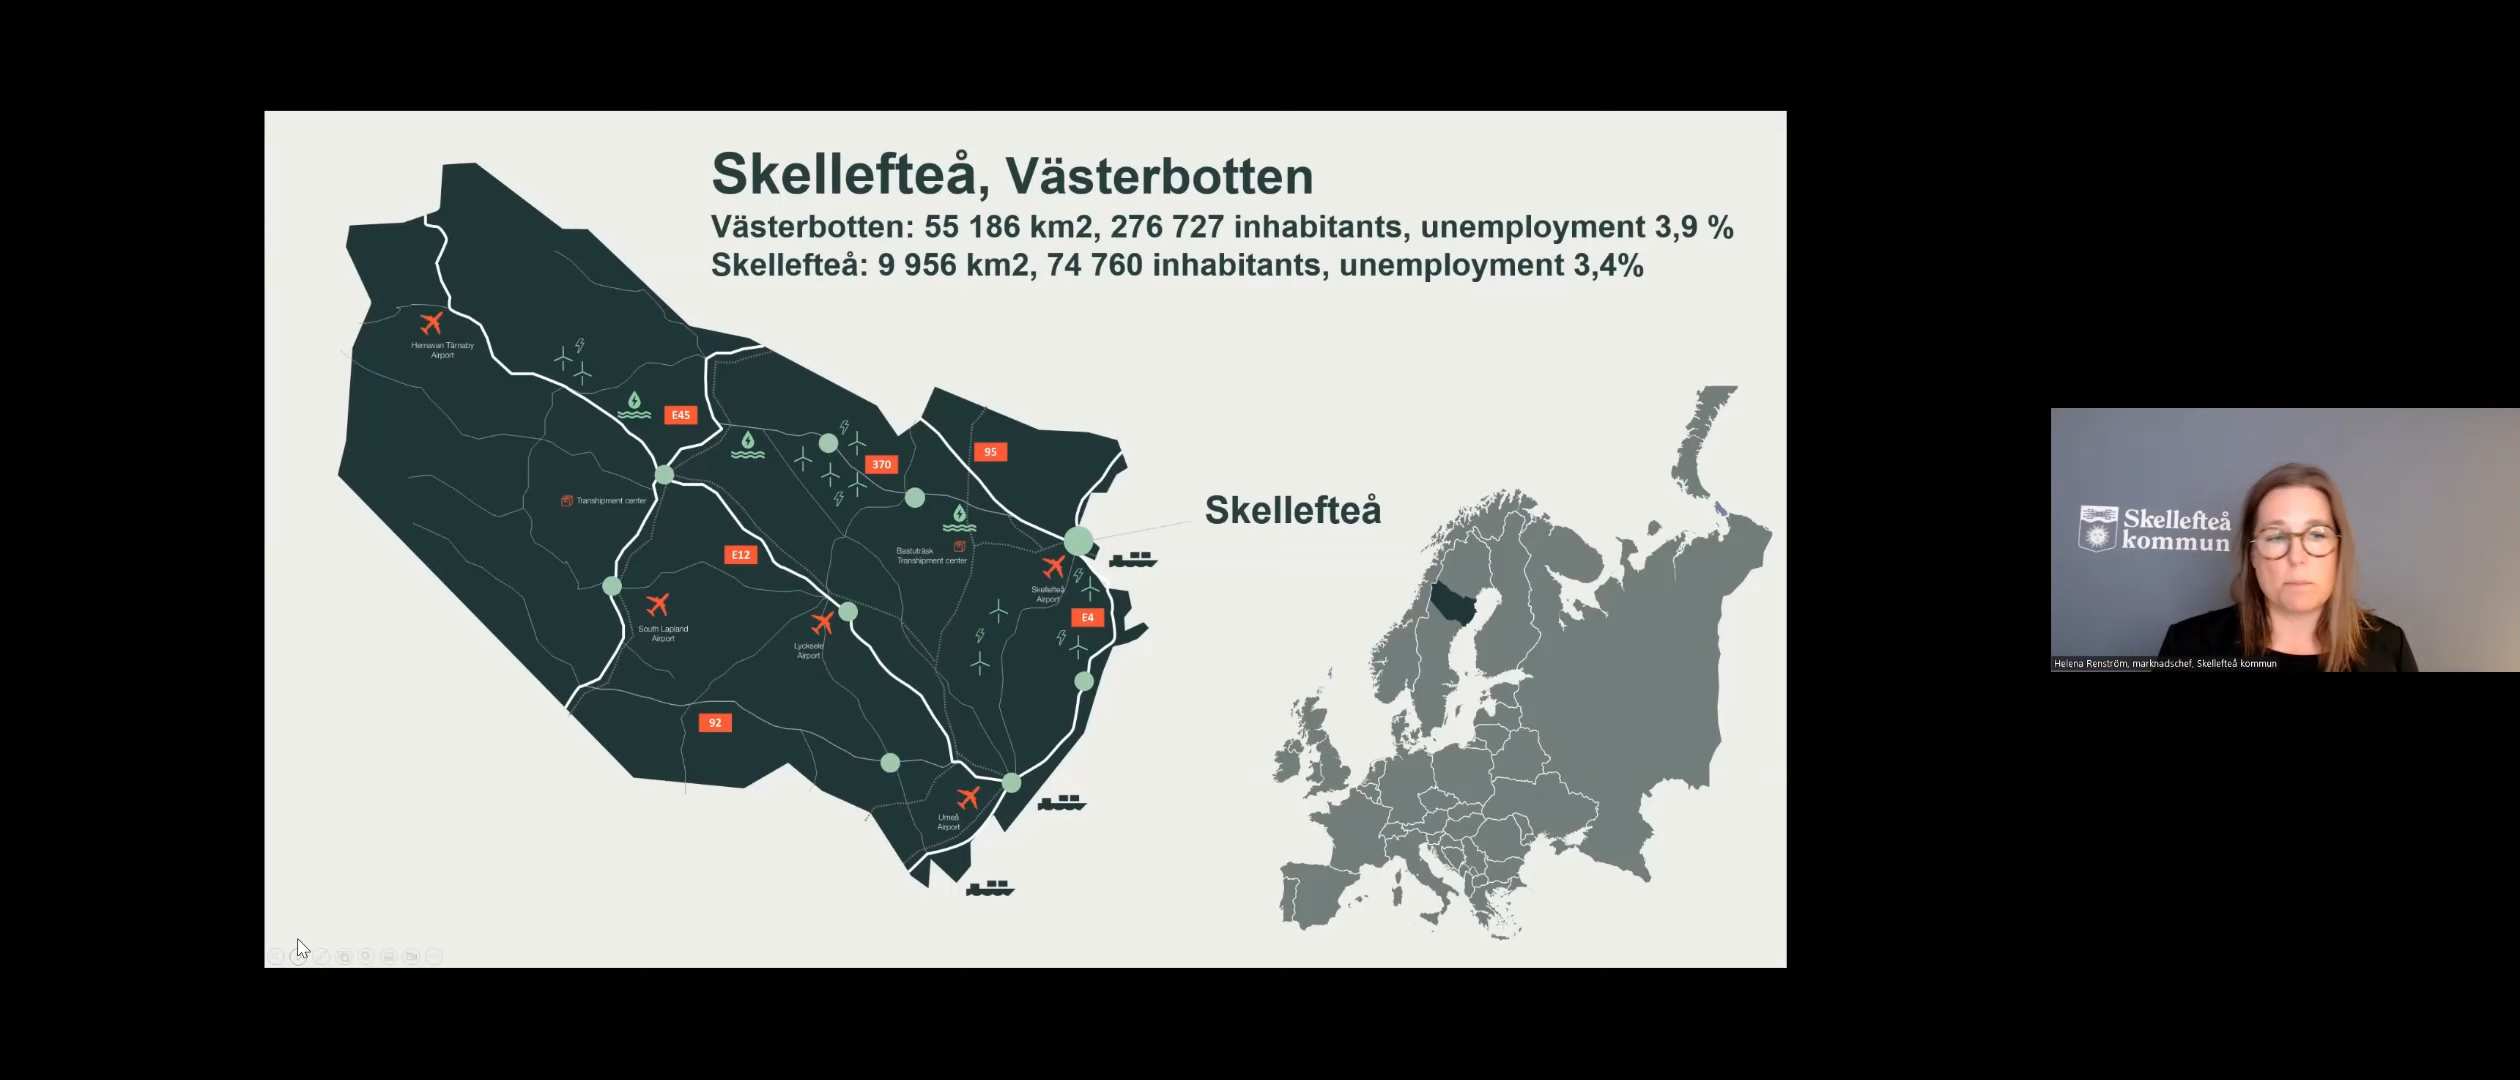 Skellefteå, Västerbotten
Västerbotten: 55 186 km2, 276 727 inhabitants, unemployment 3,9 %
Skellefteå: 9 956 km2, 74 760 inhabitants, unemployment 3,4%
Hemavan Tärnaby
Airport
E45
370
95
Transhipment center
E12
Bastuträsk
Transhipment center
Skellefteå
Skellefteå
Airport
E4
South Lapland
Airport
Lycksele
Airport
92
Umeå
Airport
Skellefteå
kommun
Helena Renström, marknadschef, Skellefteå kommun